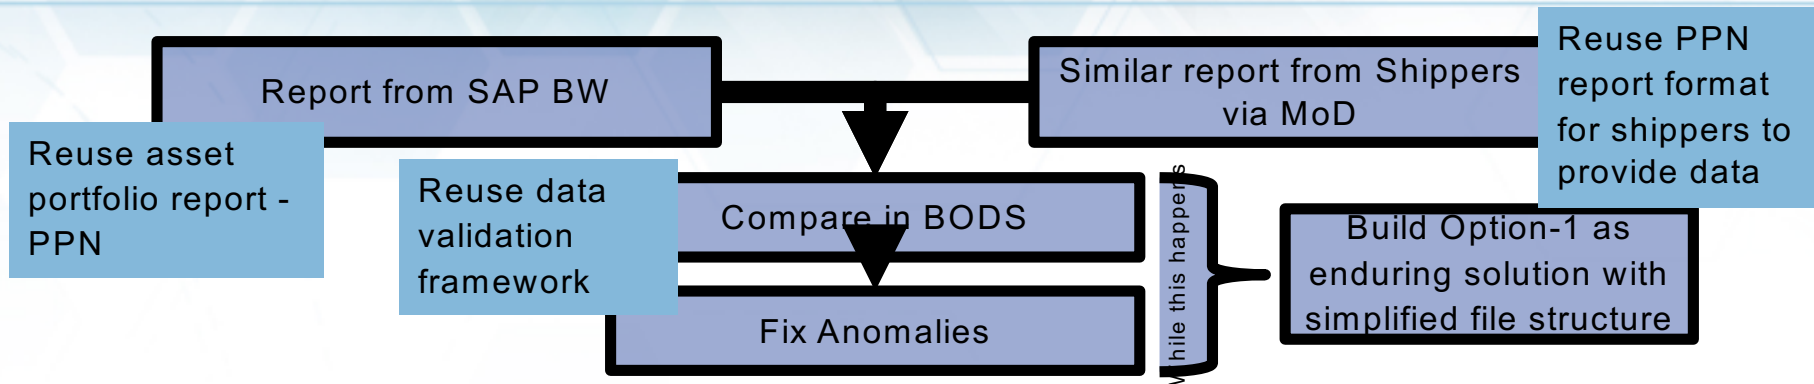 Report from SAP BW
Similar report from Shippers
via MoD
Reuse PPN
report format
for shippers to
provide data
Reuse asset
portfolio report -
PPN
Reuse data
validation
framework
Compare in BODS
Fix Anomalies
While this happens
Build Option-1 as
enduring solution with
simplified file structure